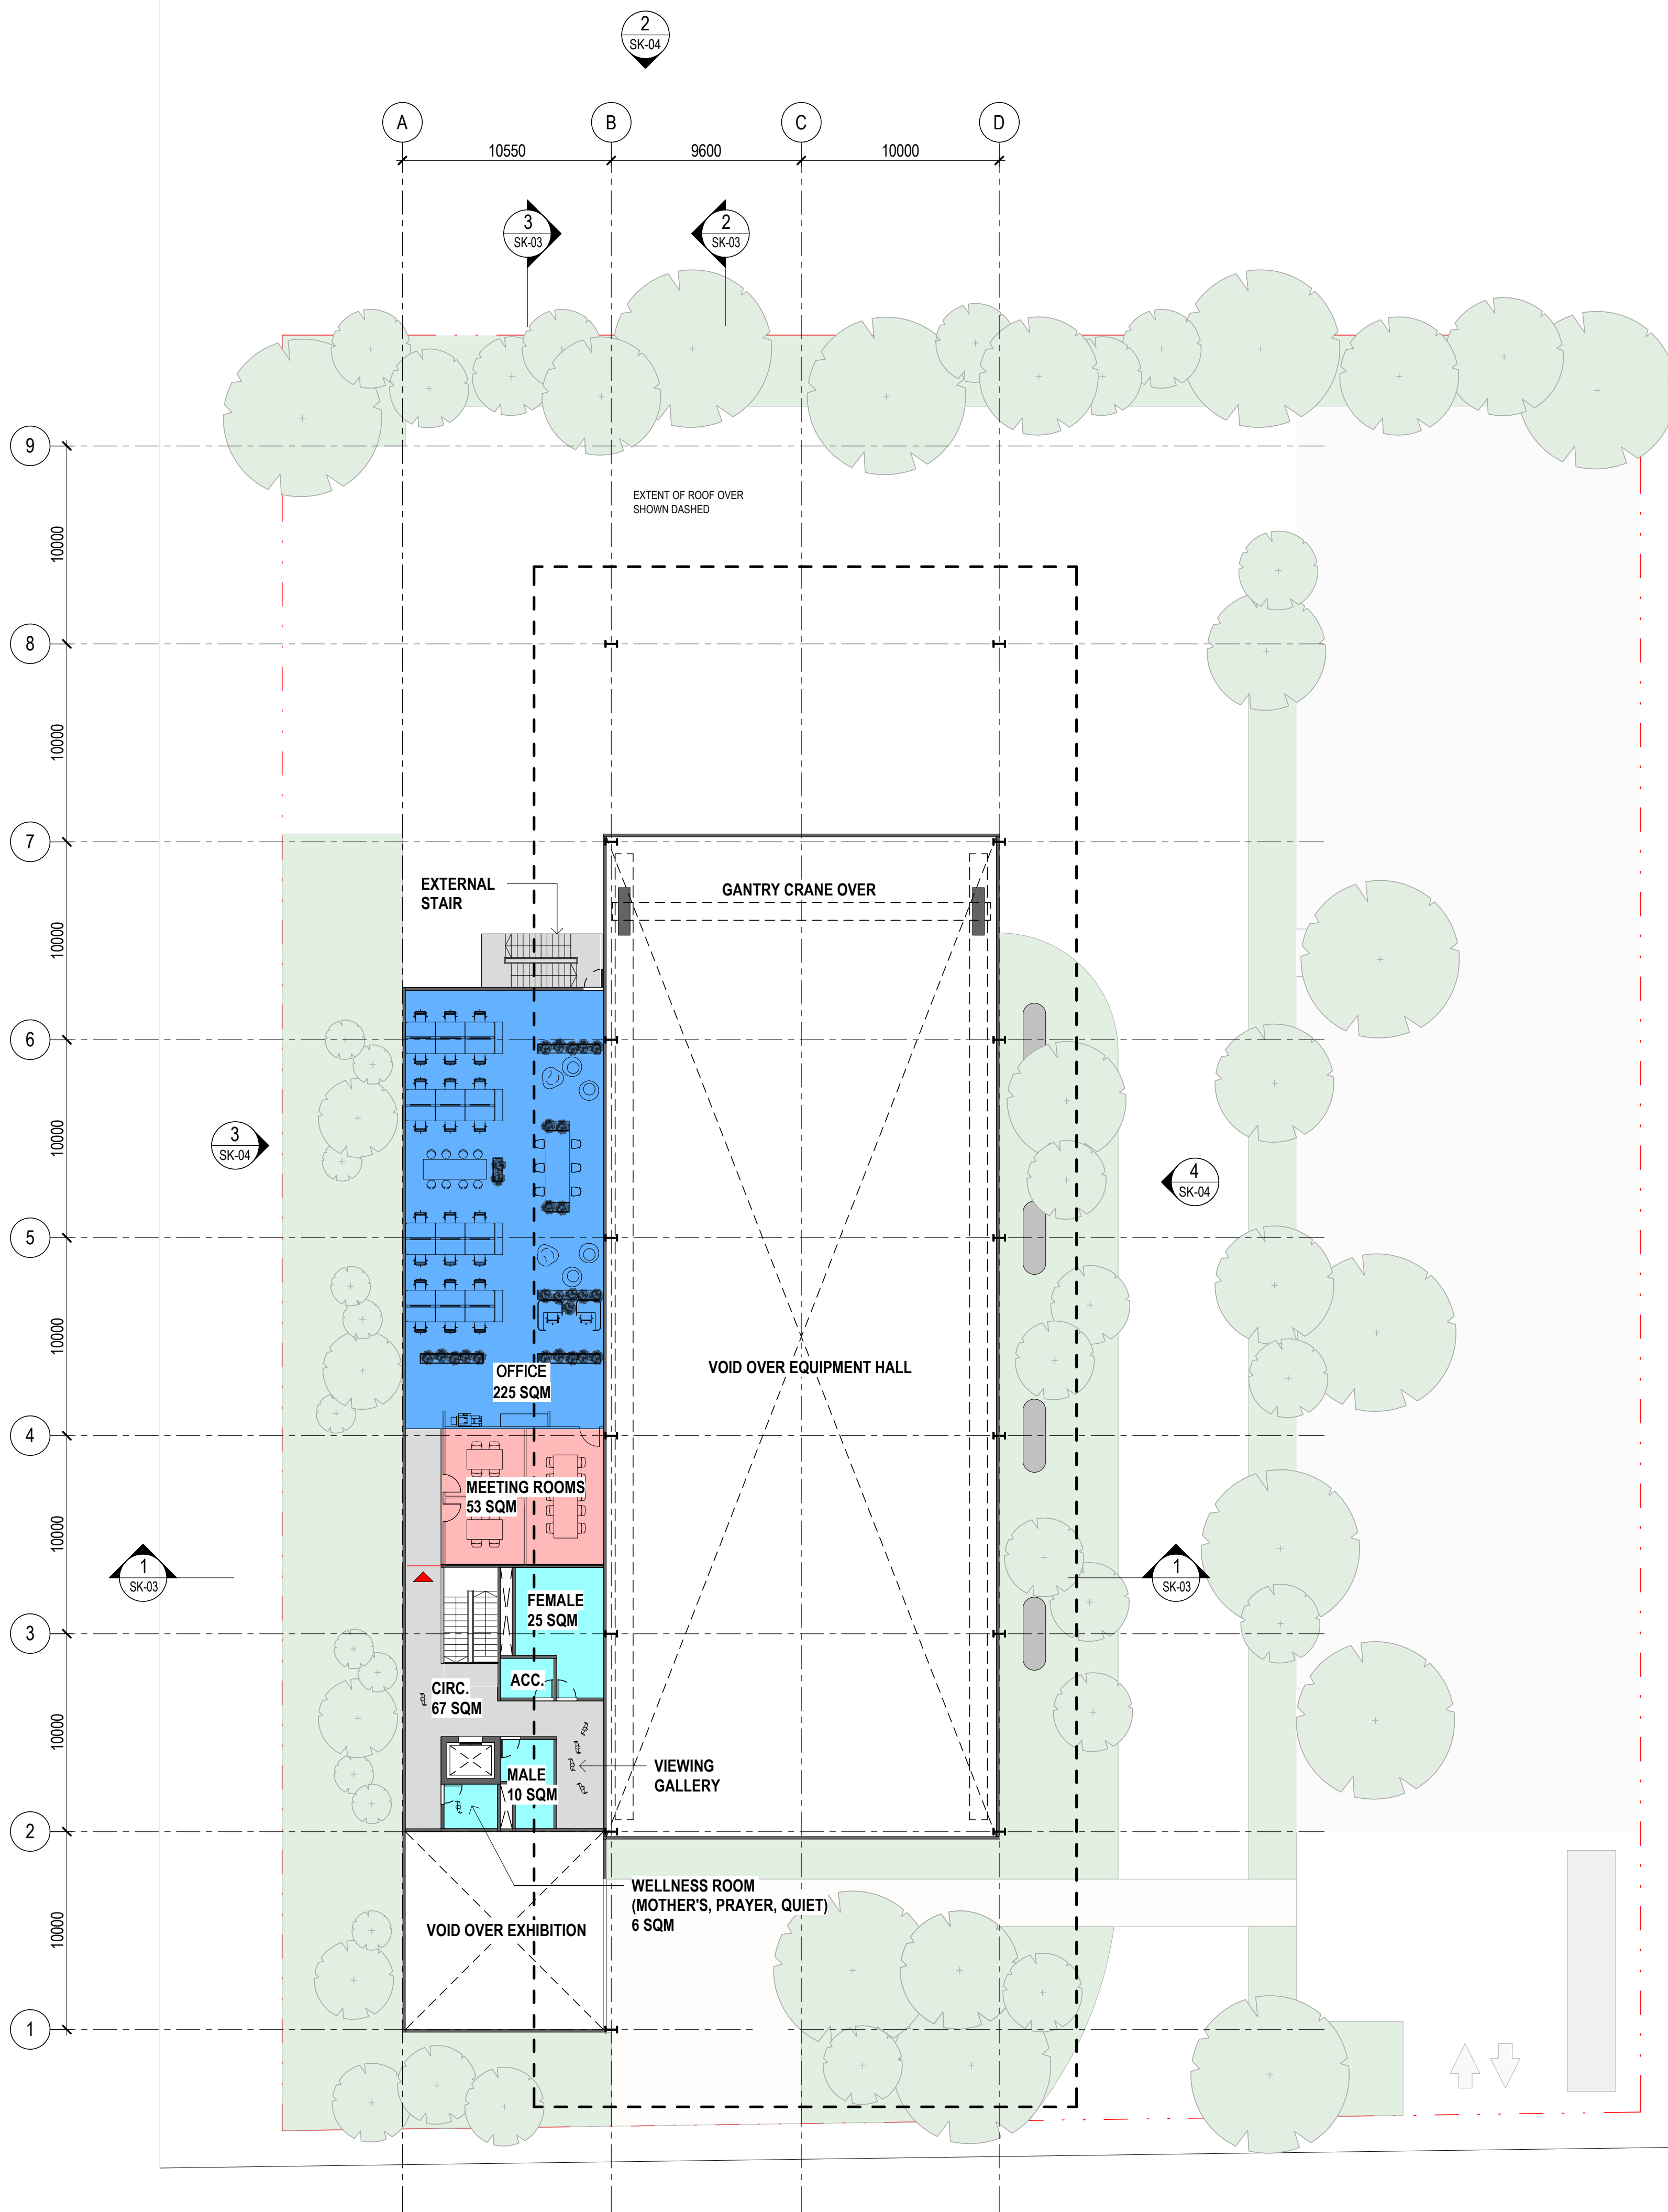 2
SK-04
A
B
C
D
10550
9600
10000
3
SK-03
2
SK-03
9
EXTENT OF ROOF OVER
SHOWN DASHED
10000
8
10000
7
EXTERNAL
STAIR
GANTRY CRANE OVER
10000
6
10000
3
SK-04
4
SK-04
5
10000
VOID OVER EQUIPMENT HALL
OFFICE
225 SQM
4
MEETING ROOMS
53 SQM
10000
1
SK-03
1
SK-03
FEMALE
25 SQM
3
ACC.
CIRC.
67 SQM
10000
VIEWING
GALLERY
MALE
10 SQM
2
WELLNESS ROOM
(MOTHER'S, PRAYER, QUIET)
6 SQM
VOID OVER EXHIBITION
10000
1